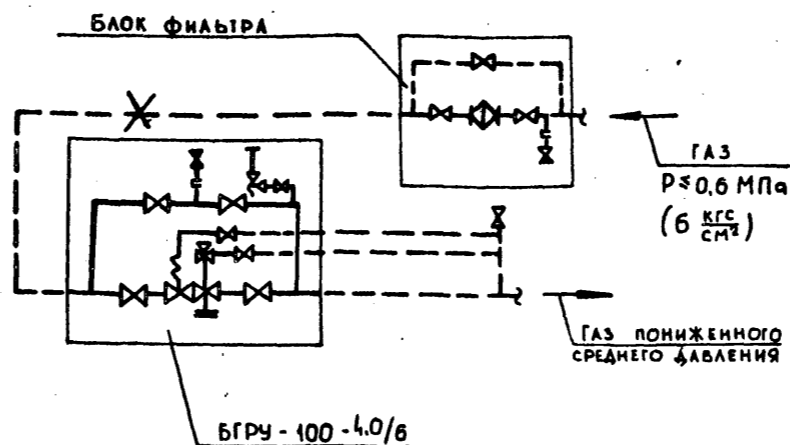 БЛОК ФИЛЬТРА
ГАЗ
P ≤ 0,6 МПа
(6 кгс/см²)
ГАЗ ПОНИЖЕННОГО
СРЕДНЕГО ДАВЛЕНИЯ
БГРУ - 100 - 4.0/6